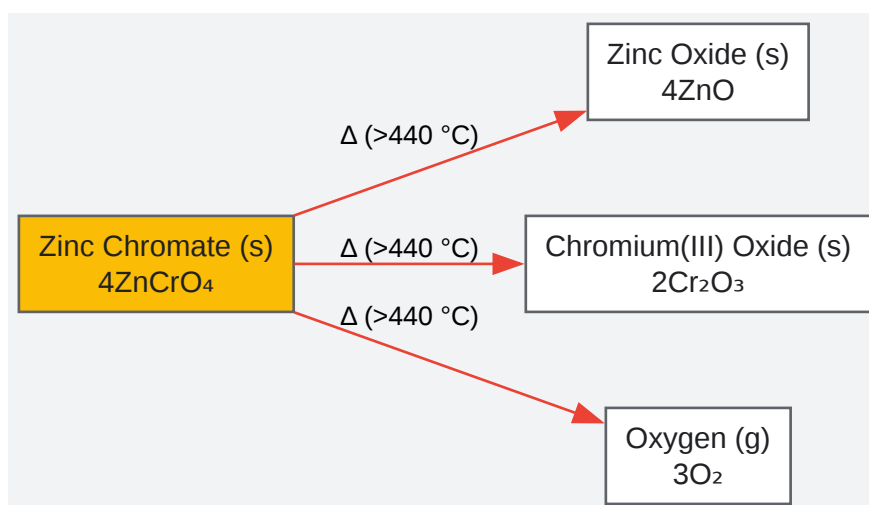 Zinc Oxide (s)
4ZnO
Δ (>440 °C)
Zinc Chromate (s)
4ZnCrO₄
Δ (>440 °C)
Chromium(III) Oxide (s)
2Cr₂O₃
Δ (>440 °C)
Oxygen (g)
3O₂